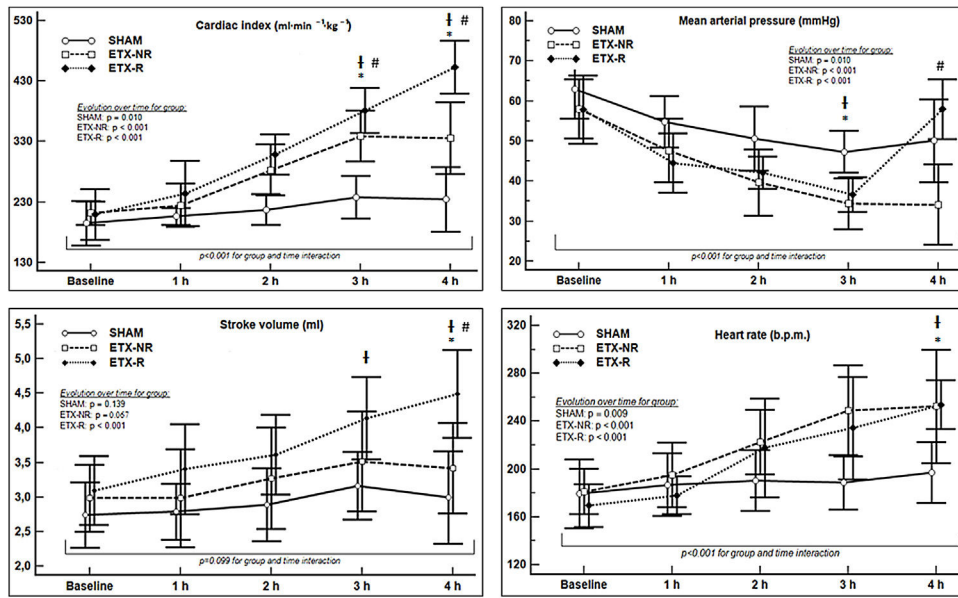 Cardiac index (ml·min⁻¹·kg⁻¹)
SHAM
ETX-NR
ETX-R
Evolution over time for group:
SHAM: p = 0.010
ETX-NR: p < 0.001
ETX-R: p < 0.001
ƚ #
*
ƚ #
*
530
430
330
230
130
p<0.001 for group and time interaction
Baseline 1 h 2 h 3 h 4 h
Mean arterial pressure (mmHg)
SHAM
ETX-NR
ETX-R
Evolution over time for group:
SHAM: p = 0.010
ETX-NR: p < 0.001
ETX-R: p < 0.001
ƚ
*
#
80
70
60
50
40
30
20
p<0.001 for group and time interaction
Baseline 1 h 2 h 3 h 4 h
Stroke volume (ml)
SHAM
ETX-NR
ETX-R
Evolution over time for group:
SHAM: p = 0.139
ETX-NR: p = 0.067
ETX-R: p < 0.001
ƚ
ƚ #
*
5,5
5,0
4,5
4,0
3,5
3,0
2,5
2,0
p=0.099 for group and time interaction
Baseline 1 h 2 h 3 h 4 h
Heart rate (b.p.m.)
SHAM
ETX-NR
ETX-R
Evolution over time for group:
SHAM: p = 0.009
ETX-NR: p < 0.001
ETX-R: p < 0.001
ƚ
*
320
280
240
200
160
120
p<0.001 for group and time interaction
Baseline 1 h 2 h 3 h 4 h